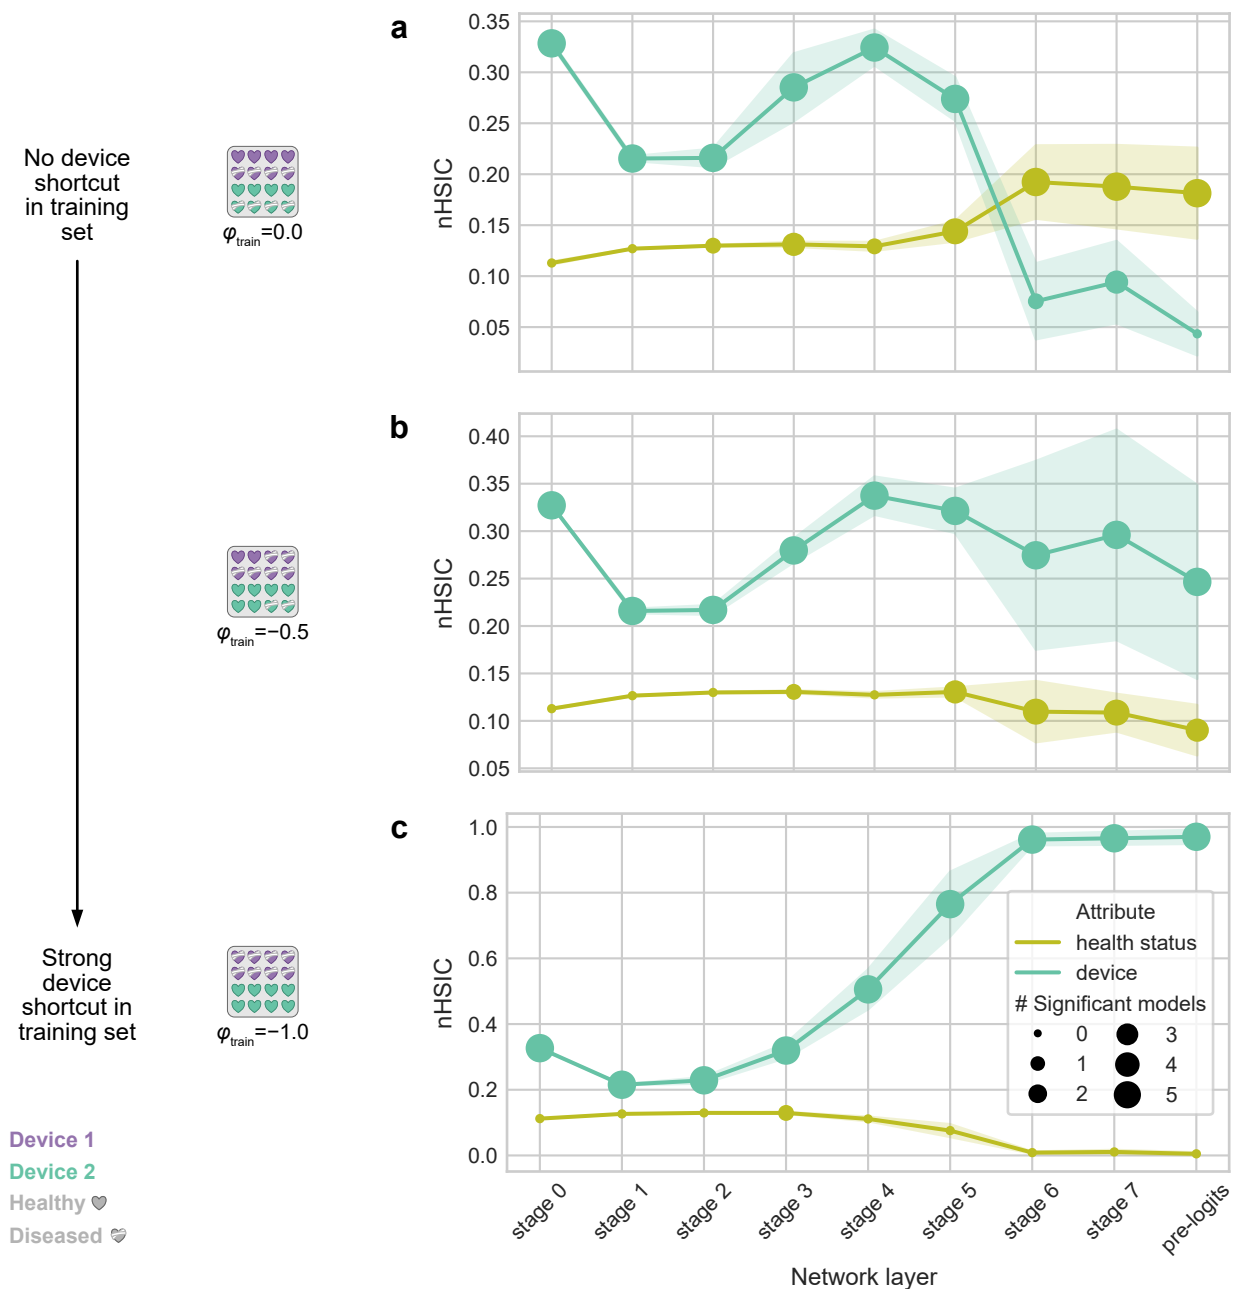 a
0.35
0.30
0.25
0.20
0.15
0.10
0.05
nHSIC
No device
shortcut
in training
set
φtrain=0.0
b
0.40
0.35
0.30
0.25
0.20
0.15
0.10
0.05
nHSIC
φtrain=−0.5
c
1.0
0.8
0.6
0.4
0.2
0.0
nHSIC
Strong
device
shortcut in
training set
φtrain=−1.0
Attribute
health status
device
# Significant models
0 3
1 4
2 5
Device 1
Device 2
Healthy
Diseased
stage 0
stage 1
stage 2
stage 3
stage 4
stage 5
stage 6
stage 7
pre-logits
Network layer